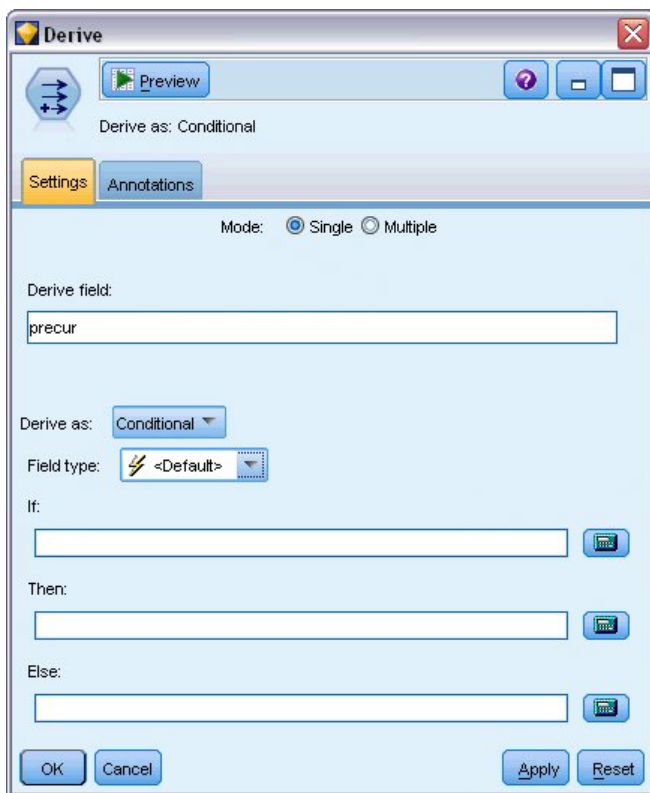 Derive
Preview
?
Derive as: Conditional
Settings Annotations
Mode: Single Multiple
Derive field:
precur
Derive as: Conditional
Field type: <Default>
If:
Then:
Else:
OK Cancel Apply Reset